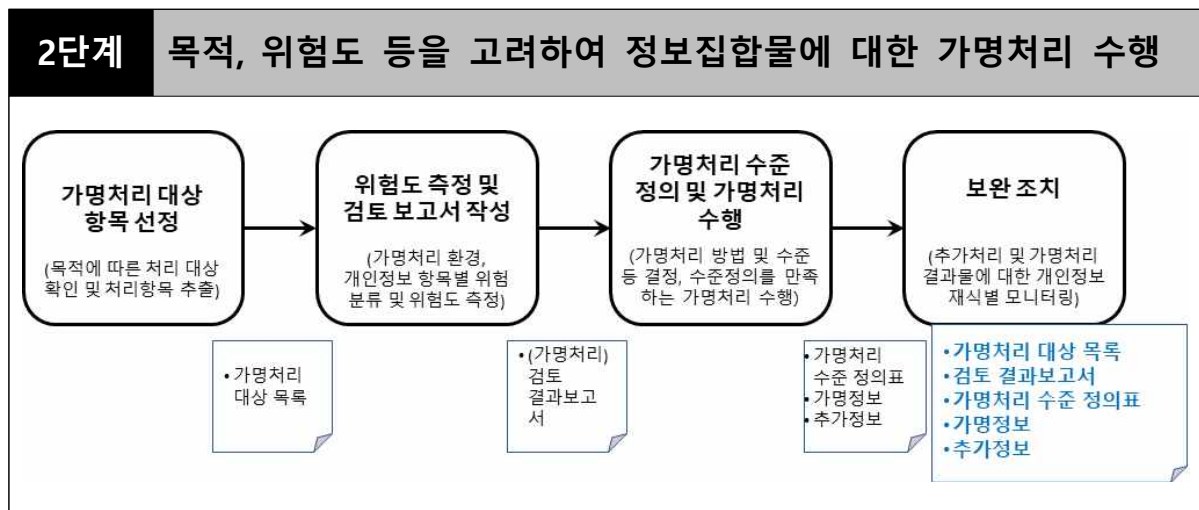 2단계
목적, 위험도 등을 고려하여 정보집합물에 대한 가명처리 수행
가명처리 대상
항목 선정
(목적에 따른 처리 대상
확인 및 처리항목 추출)
위험도 측정 및
검토 보고서 작성
(가명처리 환경,
개인정보 항목별 위험
분류 및 위험도 측정)
가명처리 수준
정의 및 가명처리
수행
(가명처리 방법 및 수준
등 결정, 수준정의를 만족
하는 가명처리 수행)
보완 조치
(추가처리 및 가명처리
결과물에 대한 개인정보
재식별 모니터링)
• 가명처리
대상 목록
• (가명처리)
검토
결과보고
서
• 가명처리
수준 정의표
• 가명정보
• 추가정보
•가명처리 대상 목록
•검토 결과보고서
•가명처리 수준 정의표
•가명정보
•추가정보